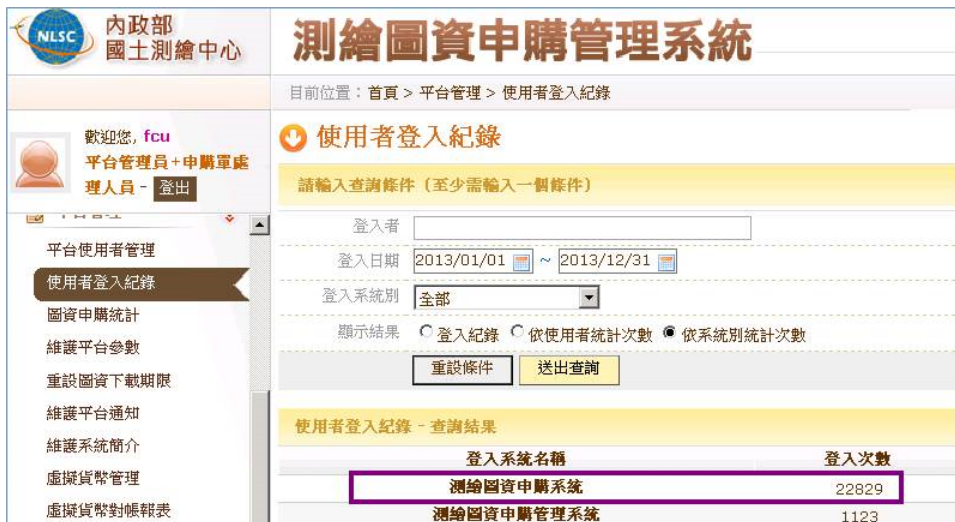 NLSC
內政部
國土測繪中心
測繪圖資申購管理系統
目前位置：首頁 > 平台管理 > 使用者登入紀錄
歡迎您, fcu
平台管理員+申購單處
理人員 - 登出
平台管理
平台使用者管理
使用者登入紀錄
圖資申購統計
維護平台參數
重設圖資下載期限
維護平台通知
維護系統簡介
虛擬貨幣管理
虛擬貨幣對帳報表
使用者登入紀錄
請輸入查詢條件（至少需輸入一個條件）
登入者
登入日期 2013/01/01 ~ 2013/12/31
登入系統別 全部
顯示結果 登入紀錄 依使用者統計次數 依系統別統計次數
重設條件 送出查詢
使用者登入紀錄 - 查詢結果
登入系統名稱 登入次數
測繪圖資申購系統 22829
測繪圖資申購管理系統 1123